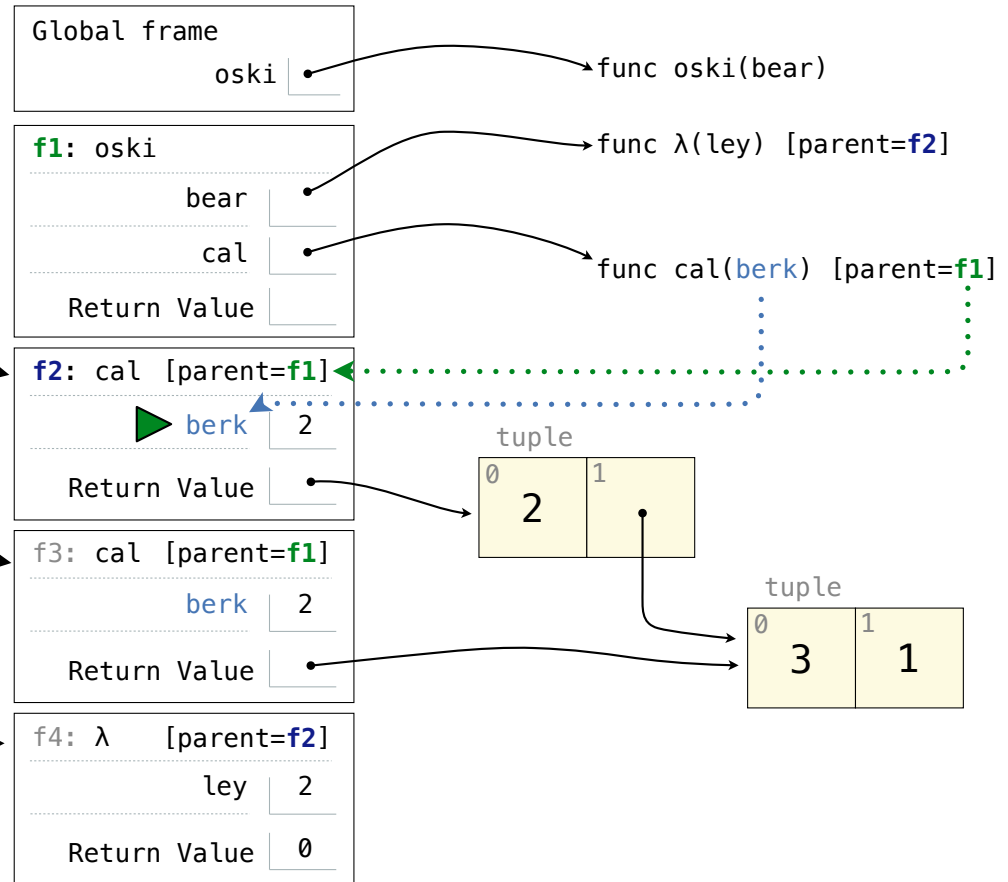 Global frame
oski
func oski(bear)
f1: oski
func λ(ley) [parent=f2]
bear
cal
func cal(berk) [parent=f1]
Return Value
f2: cal [parent=f1]
berk 2
tuple
0 1
2
Return Value
f3: cal [parent=f1]
tuple
berk 2
0 1
3 1
Return Value
f4: λ [parent=f2]
ley 2
Return Value 0